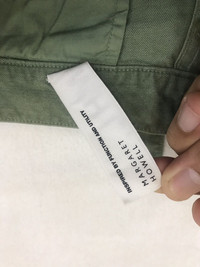 MARGARET
HOWELL
INSPIRED BY FUNCTION AND UTILITY